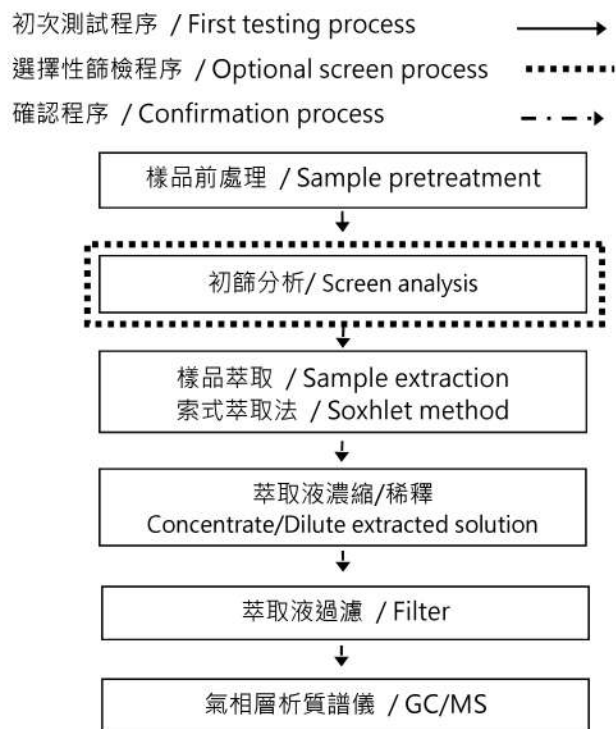 初次測試程序 / First testing process
選擇性篩檢程序 / Optional screen process
確認程序 / Confirmation process
樣品前處理 / Sample pretreatment
初篩分析/ Screen analysis
樣品萃取 / Sample extraction
索式萃取法 / Soxhlet method
萃取液濃縮/稀釋
Concentrate/Dilute extracted solution
萃取液過濾 / Filter
氣相層析質譜儀 / GC/MS